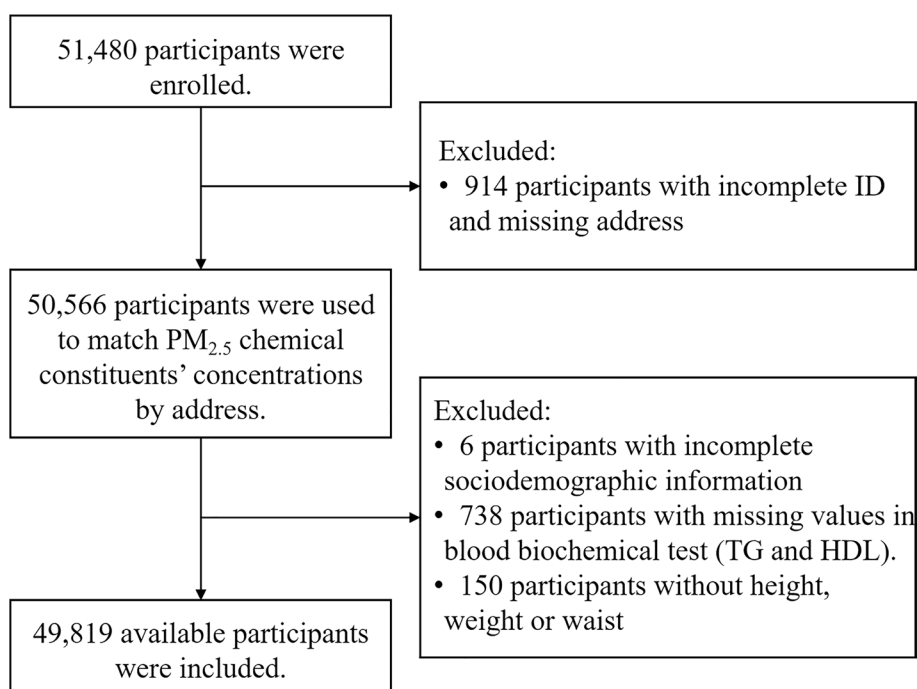 51,480 participants were
enrolled.
Excluded:
• 914 participants with incomplete ID
and missing address
50,566 participants were used
to match PM₂.₅ chemical
constituents’ concentrations
by address.
Excluded:
• 6 participants with incomplete
sociodemographic information
• 738 participants with missing values in
blood biochemical test (TG and HDL).
• 150 participants without height,
weight or waist
49,819 available participants
were included.